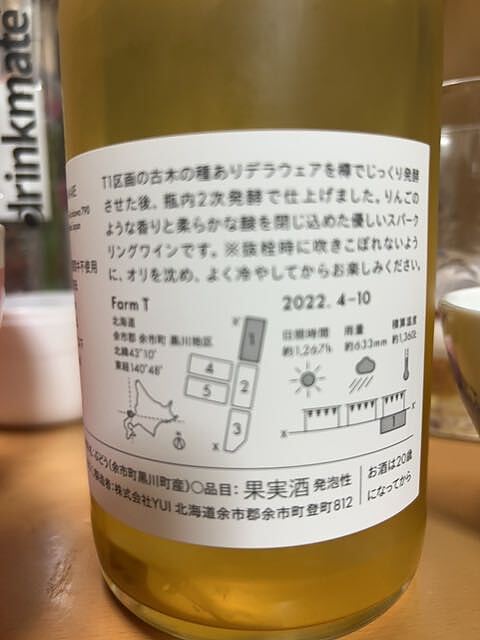 drinkmate
T1区画の古木の種ありデラウェアを樽でじっくり発酵
させた後、瓶内2次発酵で仕上げました。りんごの
ような香りと柔らかな酸を閉じ込めた優しいスパーク
リングワインです。※抜栓時に吹きこぼれないよう
に、オリを沈め、よく冷やしてからお楽しみください。
Farm T
北海道
余市郡 余市町 黒川地区
北緯43°10'
東経140°48'
Y'
1
4
5
2
3
X
2022. 4-10
日照時間
約1,267h
雨量
約633mm
積算温度
約1,360℃
X
X'
ぶどう(余市町黒川町産)○品目: 果実酒 発泡性
製造者:株式会社YUI 北海道余市郡余市町登町812
お酒は20歳
になってから